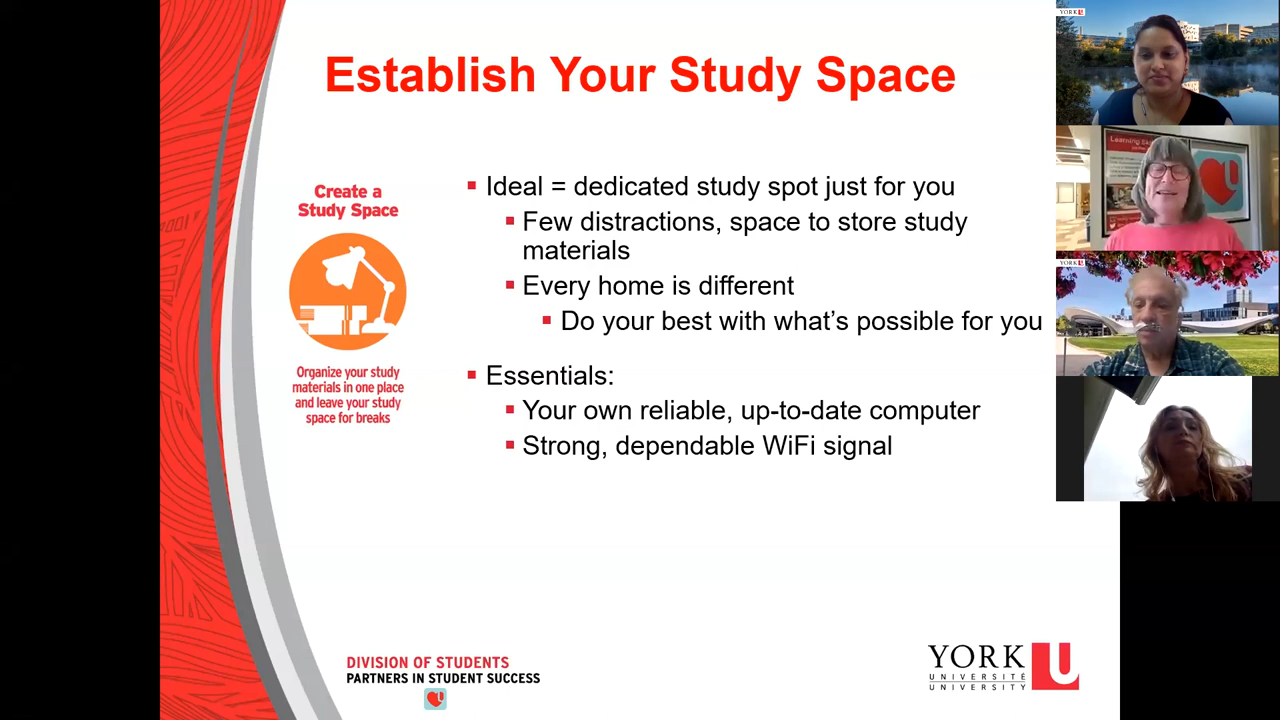 Establish Your Study Space
Create a
Study Space
Organize your study
materials in one place
and leave your study
space for breaks
Ideal = dedicated study spot just for you
Few distractions, space to store study
materials
Every home is different
Do your best with what’s possible for you
Essentials:
Your own reliable, up-to-date computer
Strong, dependable WiFi signal
DIVISION OF STUDENTS
PARTNERS IN STUDENT SUCCESS
YORK U
UNIVERSITÉ
UNIVERSITY
YORK U
YORK U